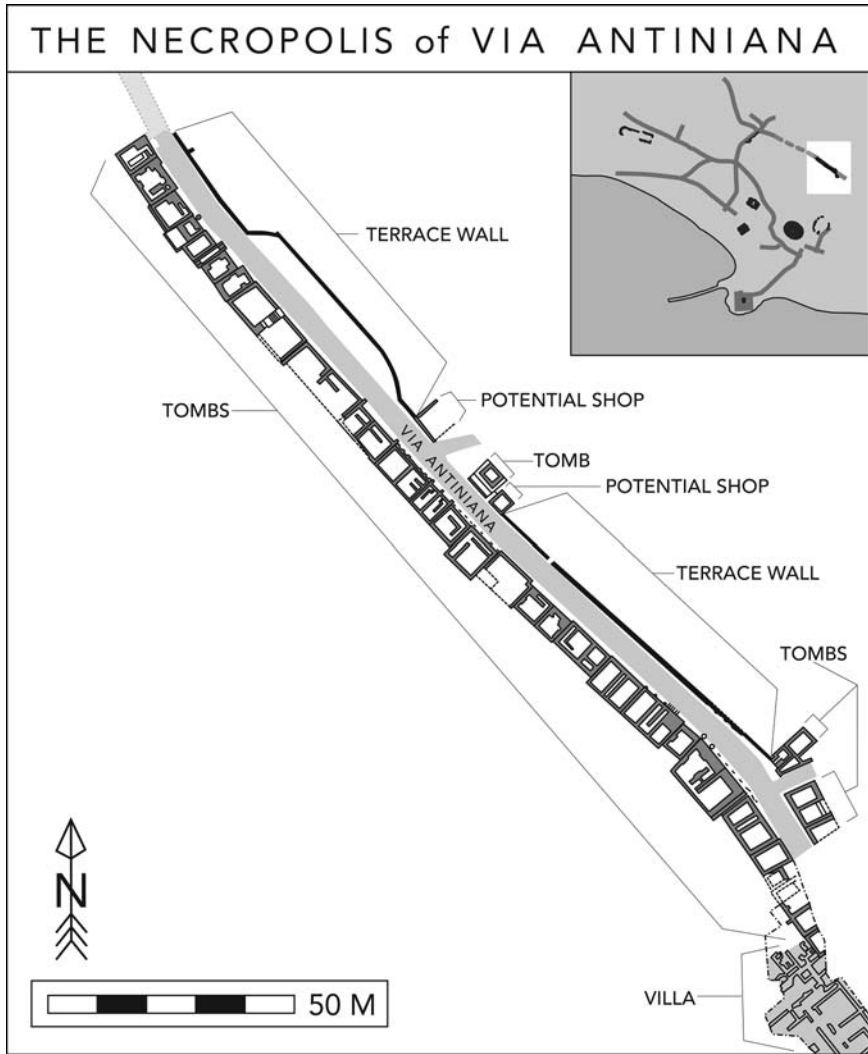 THE NECROPOLIS of VIA ANTINIANA
TERRACE WALL
TOMBS
POTENTIAL SHOP
VIA ANTINIANA
TOMB
POTENTIAL SHOP
TERRACE WALL
TOMBS
N
50 M
VILLA